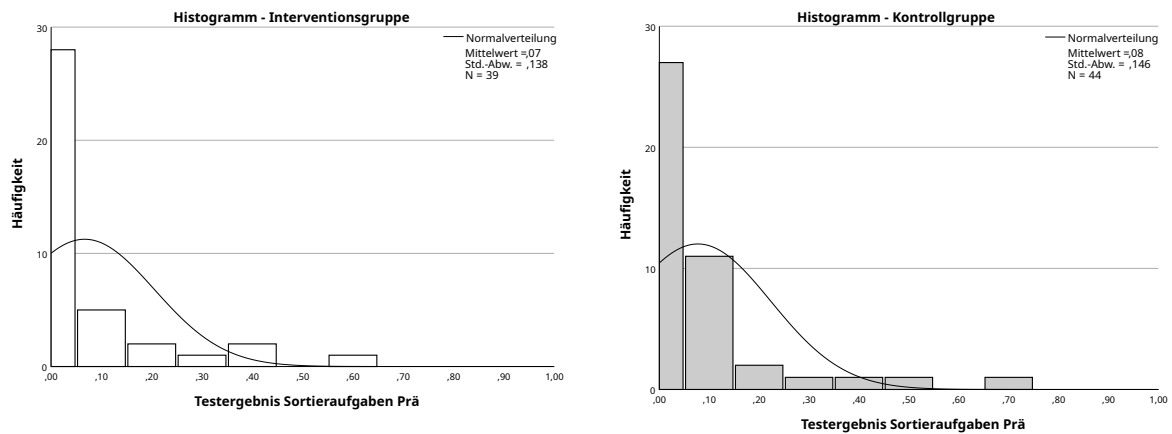 Histogramm - Interventionsgruppe
30
20
10
0
Häufigkeit
Normalverteilung
Mittelwert =,07
Std.-Abw. = ,138
N = 39
,00 ,10 ,20 ,30 ,40 ,50 ,60 ,70 ,80 ,90 1,00
Testergebnis Sortieraufgaben Prä
Histogramm - Kontrollgruppe
30
20
10
0
Häufigkeit
Normalverteilung
Mittelwert =,08
Std.-Abw. = ,146
N = 44
,00 ,10 ,20 ,30 ,40 ,50 ,60 ,70 ,80 ,90 1,00
Testergebnis Sortieraufgaben Prä